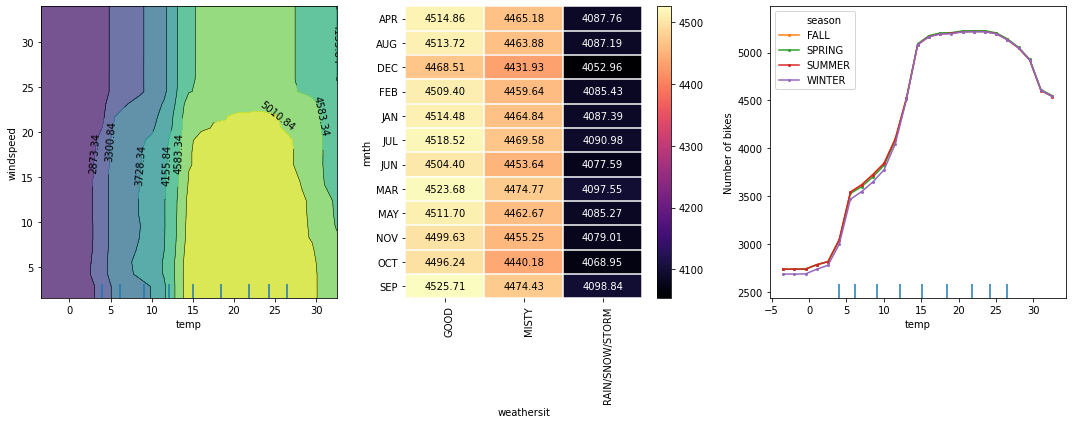 30
25
20
15
10
5
windspeed
2873.34
3300.84
3728.34
4155.84
4583.34
5010.84
4583.34
0
5
10
15
20
25
30
temp
mnth
APR 4514.86 4465.18 4087.76
AUG 4513.72 4463.88 4087.19
DEC 4468.51 4431.93 4052.96
FEB 4509.40 4459.64 4085.43
JAN 4514.48 4464.84 4087.39
JUL 4518.52 4469.58 4090.98
JUN 4504.40 4453.64 4077.59
MAR 4523.68 4474.77 4097.55
MAY 4511.70 4462.67 4085.27
NOV 4499.63 4455.25 4079.01
OCT 4496.24 4440.18 4068.95
SEP 4525.71 4474.43 4098.84
GOOD
MISTY
RAIN/SNOW/STORM
weathersit
4500
4400
4300
4200
4100
Number of bikes
5000
4500
4000
3500
3000
2500
season
FALL
SPRING
SUMMER
WINTER
−5
0
5
10
15
20
25
30
temp